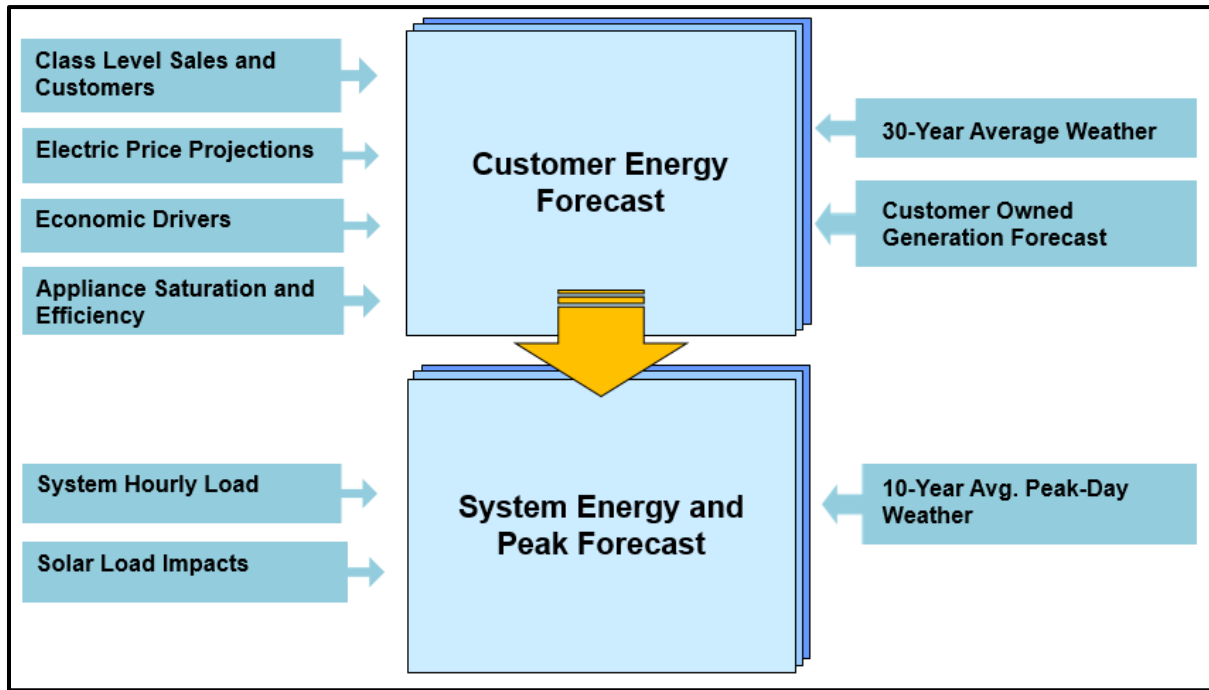 Class Level Sales and
Customers
Electric Price Projections
Economic Drivers
Appliance Saturation and
Efficiency
Customer Energy
Forecast
30-Year Average Weather
Customer Owned
Generation Forecast
System Hourly Load
Solar Load Impacts
System Energy and
Peak Forecast
10-Year Avg. Peak-Day
Weather